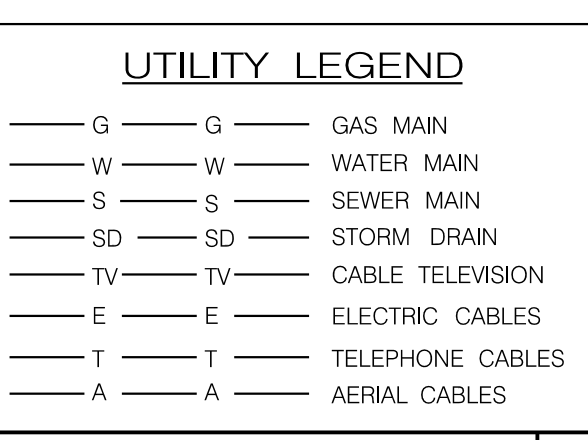 UTILITY LEGEND
G G GAS MAIN
W W WATER MAIN
S S SEWER MAIN
SD SD STORM DRAIN
TV TV CABLE TELEVISION
E E ELECTRIC CABLES
T T TELEPHONE CABLES
A A AERIAL CABLES